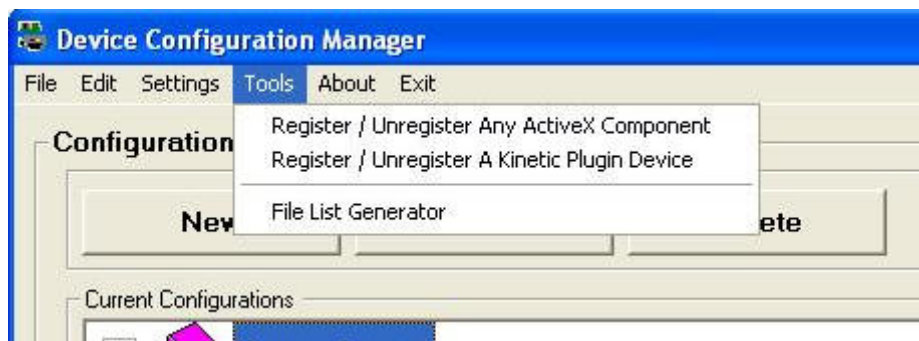 Device Configuration Manager
File Edit Settings Tools About Exit
Register / Unregister Any ActiveX Component
Register / Unregister A Kinetic Plugin Device
File List Generator
Configuration
New
ete
Current Configurations